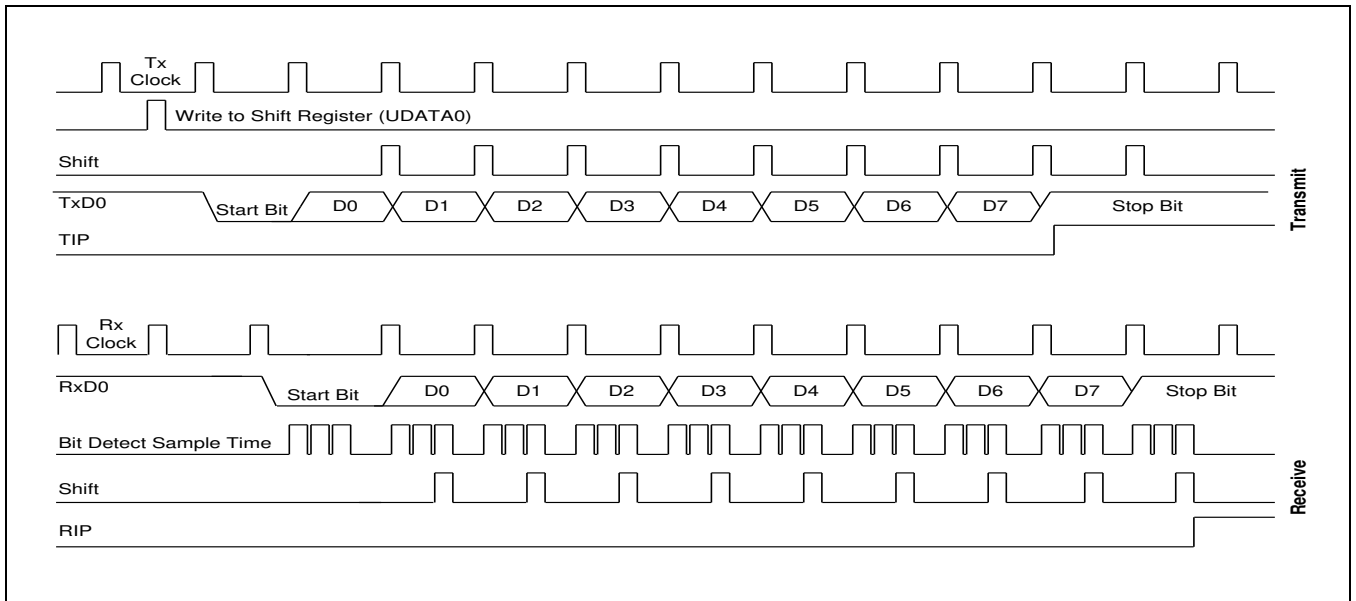 Tx
Clock
Write to Shift Register (UDATA0)
Shift
TxD0
Start Bit
D0
D1
D2
D3
D4
D5
D6
D7
Stop Bit
TIP
Transmit
Rx
Clock
RxD0
Start Bit
D0
D1
D2
D3
D4
D5
D6
D7
Stop Bit
Bit Detect Sample Time
Shift
RIP
Receive